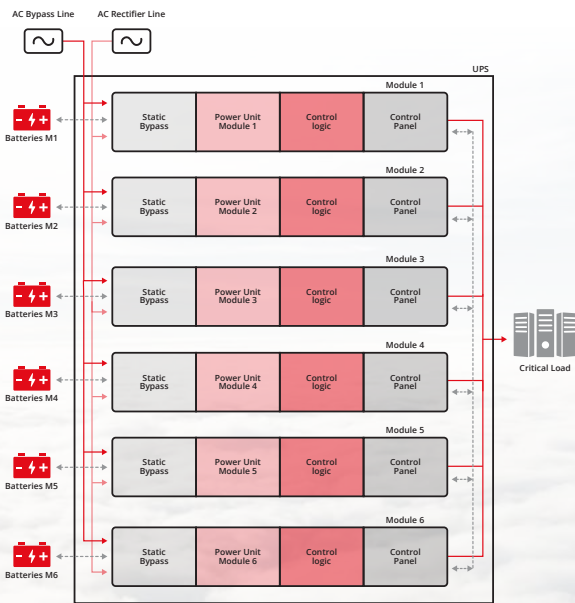 AC Bypass Line
AC Rectifier Line
UPS
Module 1
Static
Bypass
Power Unit
Module 1
Control
logic
Control
Panel
Batteries M1
Module 2
Static
Bypass
Power Unit
Module 2
Control
logic
Control
Panel
Batteries M2
Module 3
Static
Bypass
Power Unit
Module 3
Control
logic
Control
Panel
Batteries M3
Critical Load
Module 4
Static
Bypass
Power Unit
Module 4
Control
logic
Control
Panel
Batteries M4
Module 5
Static
Bypass
Power Unit
Module 5
Control
logic
Control
Panel
Batteries M5
Module 6
Static
Bypass
Power Unit
Module 6
Control
logic
Control
Panel
Batteries M6